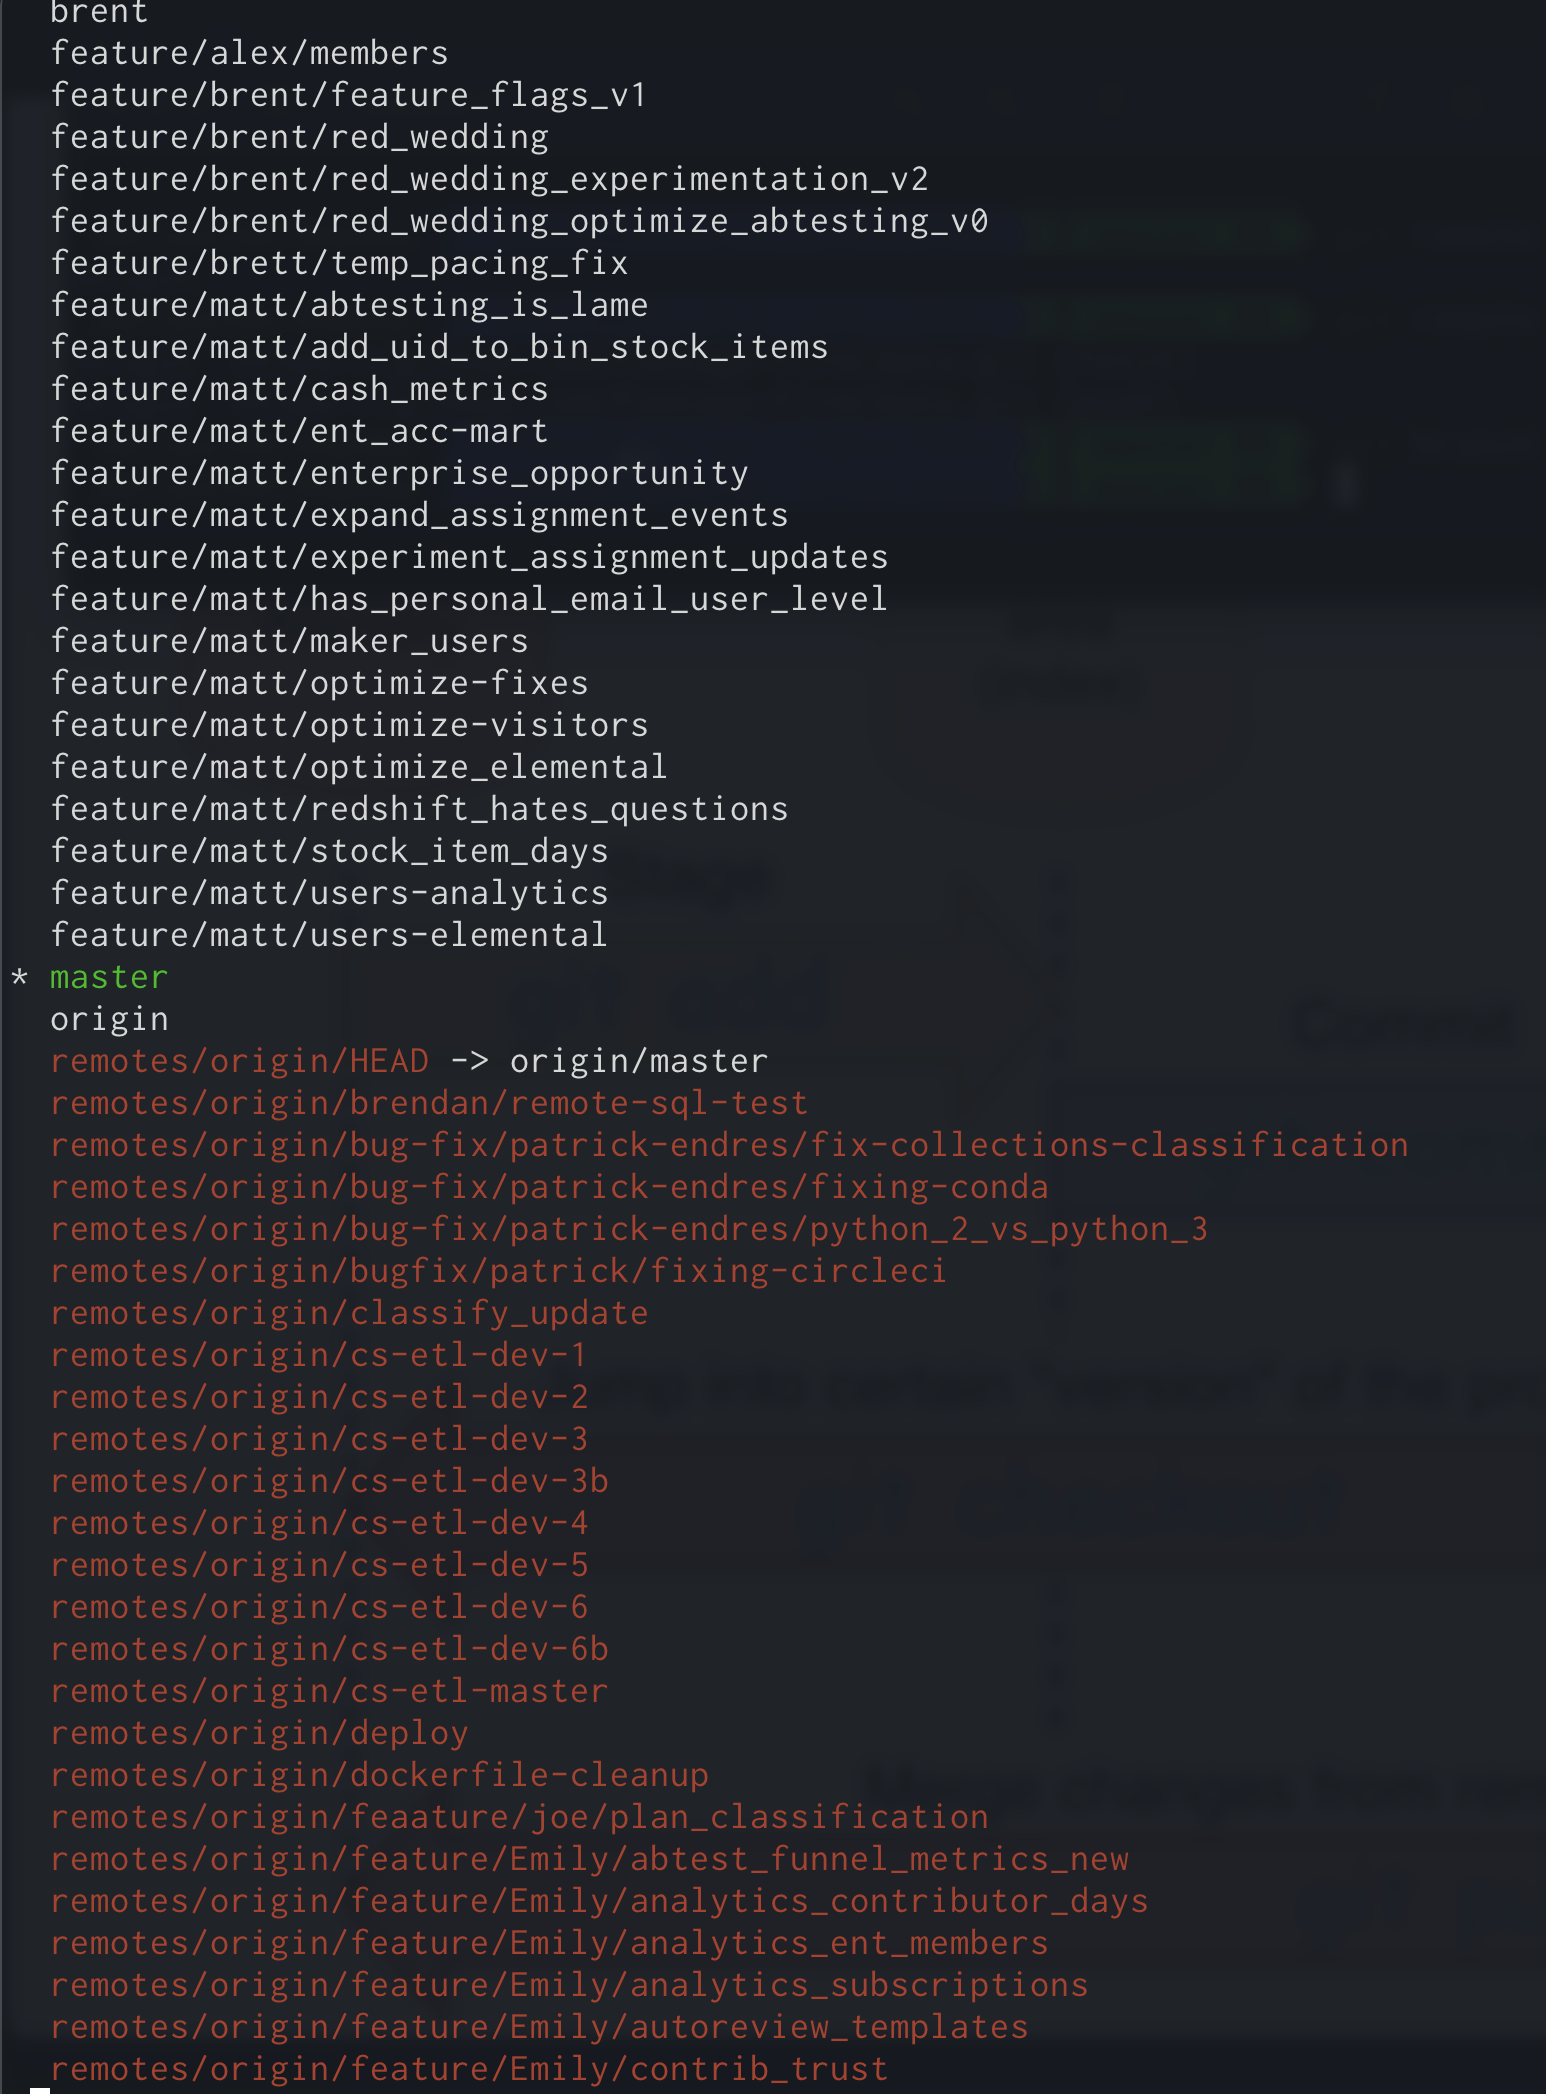 brent
feature/alex/members
feature/brent/feature_flags_v1
feature/brent/red_wedding
feature/brent/red_wedding_experimentation_v2
feature/brent/red_wedding_optimize_abtesting_v0
feature/brett/temp_pacing_fix
feature/matt/abtesting_is_lame
feature/matt/add_uid_to_bin_stock_items
feature/matt/cash_metrics
feature/matt/ent_acc-mart
feature/matt/enterprise_opportunity
feature/matt/expand_assignment_events
feature/matt/experiment_assignment_updates
feature/matt/has_personal_email_user_level
feature/matt/maker_users
feature/matt/optimize-fixes
feature/matt/optimize-visitors
feature/matt/optimize_elemental
feature/matt/redshift_hates_questions
feature/matt/stock_item_days
feature/matt/users-analytics
feature/matt/users-elemental
* master
origin
remotes/origin/HEAD -> origin/master
remotes/origin/brendan/remote-sql-test
remotes/origin/bug-fix/patrick-endres/fix-collections-classification
remotes/origin/bug-fix/patrick-endres/fixing-conda
remotes/origin/bug-fix/patrick-endres/python_2_vs_python_3
remotes/origin/bugfix/patrick/fixing-circleci
remotes/origin/classify_update
remotes/origin/cs-etl-dev-1
remotes/origin/cs-etl-dev-2
remotes/origin/cs-etl-dev-3
remotes/origin/cs-etl-dev-3b
remotes/origin/cs-etl-dev-4
remotes/origin/cs-etl-dev-5
remotes/origin/cs-etl-dev-6
remotes/origin/cs-etl-dev-6b
remotes/origin/cs-etl-master
remotes/origin/deploy
remotes/origin/dockerfile-cleanup
remotes/origin/feaature/joe/plan_classification
remotes/origin/feature/Emily/abtest_funnel_metrics_new
remotes/origin/feature/Emily/analytics_contributor_days
remotes/origin/feature/Emily/analytics_ent_members
remotes/origin/feature/Emily/analytics_subscriptions
remotes/origin/feature/Emily/autoreview_templates
remotes/origin/feature/Emily/contrib_trust